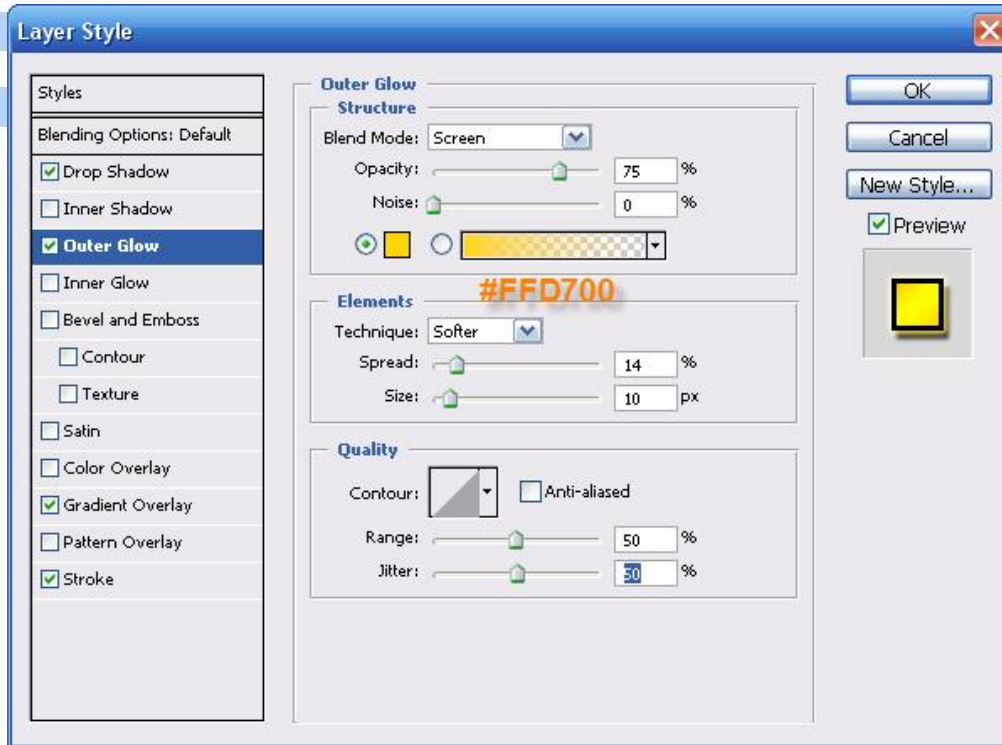 Layer Style
Styles
Blending Options: Default
Drop Shadow
Inner Shadow
Outer Glow
Inner Glow
Bevel and Emboss
Contour
Texture
Satin
Color Overlay
Gradient Overlay
Pattern Overlay
Stroke
Outer Glow
Structure
Blend Mode: Screen
Opacity: 75 %
Noise: 0 %
#FFD700
Elements
Technique: Softer
Spread: 14 %
Size: 10 px
Quality
Contour: Anti-aliased
Range: 50 %
Jitter: 50 %
OK
Cancel
New Style...
Preview